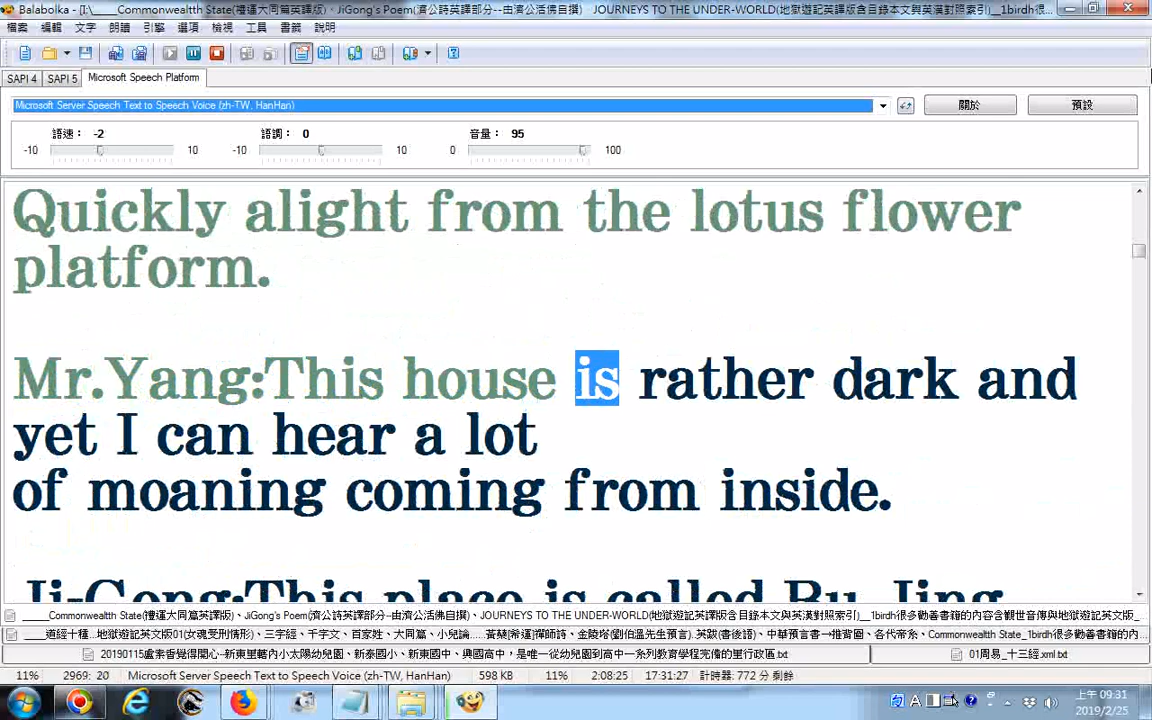 Balabolka - [I:\____Commonwealtth State(禮運大同篇英譯版)、JiGong's Poem(濟公詩英譯部分--由濟公活佛自撰) JOURNEYS TO THE UNDER-WORLD(地獄遊記英譯版含目錄本文與英漢對照索引)__1birdh很...
檔案 編輯 文字 朗讀 引擎 選項 檢視 工具 書籤 說明
SAPI 4 SAPI 5 Microsoft Speech Platform
Microsoft Server Speech Text to Speech Voice (zh-TW, HanHan) 關於 預設
語速： -2 語調： 0 音量： 95
-10 10 -10 10 0 100
Quickly alight from the lotus flower
platform.
Mr.Yang:This house is rather dark and
yet I can hear a lot
of moaning coming from inside.
Ji-Gong:This place is called Ru Jing
____Commonwealtth State(禮運大同篇英譯版)、JiGong's Poem(濟公詩英譯部分--由濟公活佛自撰)、JOURNEYS TO THE UNDER-WORLD(地獄遊記英譯版含目錄本文與英漢對照索引)__1birdh很多勸善書籍的內容含觀世音傳與地獄遊記英文版_
___道經十種...地獄遊記英文版01(女魂受刑情形)、三字經、千字文、百家姓、大同篇、小兒論......黃蘗[希運]禪師詩、金陵塔(劉伯溫先生預言).英跋(書後語)、中華預言書---推背圖、各代帝系、Commonwealth State_1birdh很多勸善書籍的內...
20190115盧素香覺得開心--新東里轄內小太陽幼兒園、新泰國小、新東國中、興國高中，是唯一從幼兒園到高中一系列教育學程完備的里行政區.txt 01周易_十三經.xml.txt
11% 2969: 20 Microsoft Server Speech Text to Speech Voice (zh-TW, HanHan) 598 KB 11% 2:08:25 17:31:27 計時器: 772 分 剩餘
上午 09:31
2019/2/25